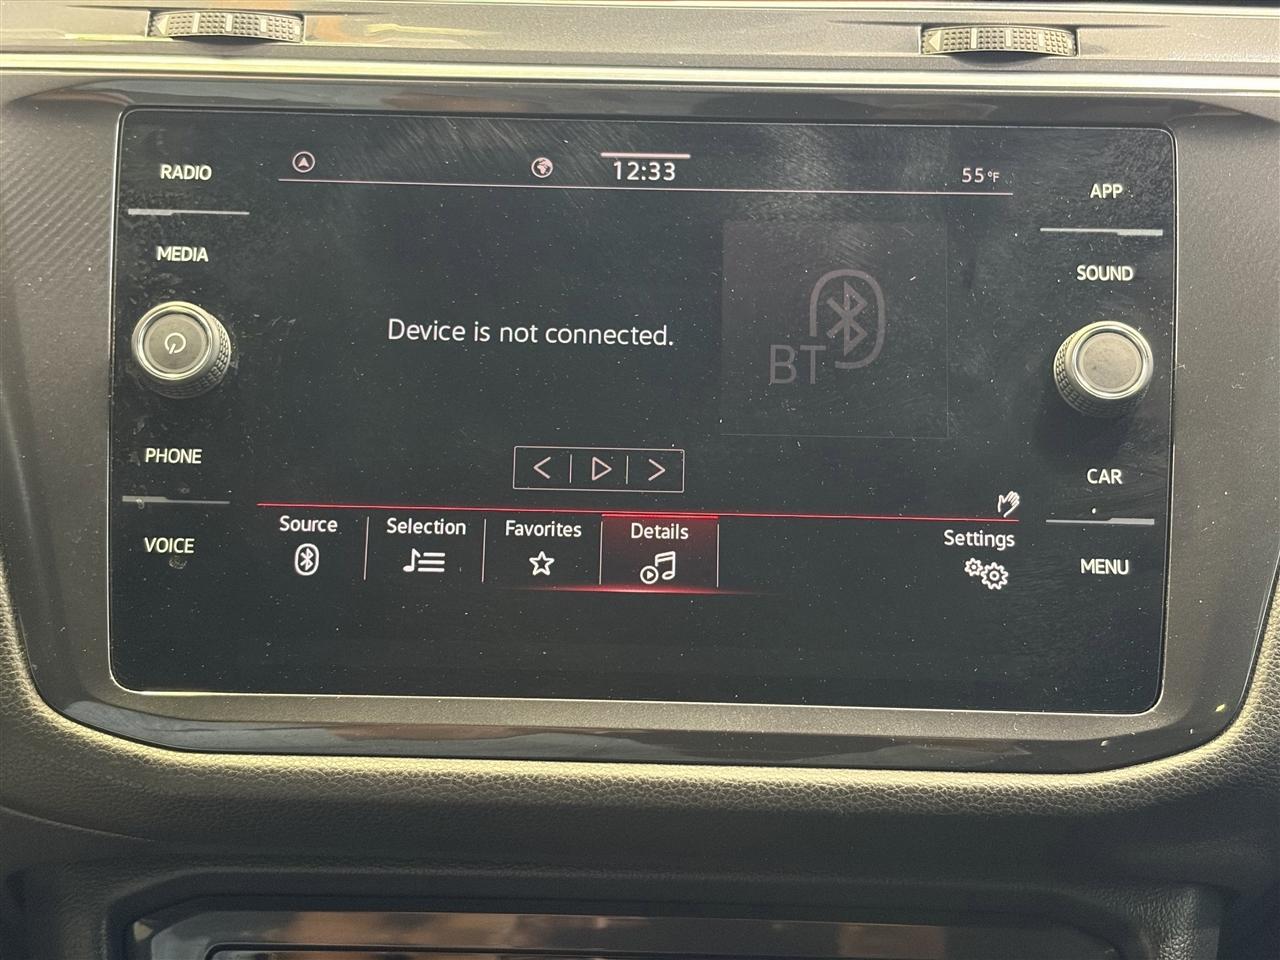 RADIO
12:33
55°F
APP
MEDIA
SOUND
Device is not connected.
BT
PHONE
CAR
Source
Selection
Favorites
Details
Settings
VOICE
MENU